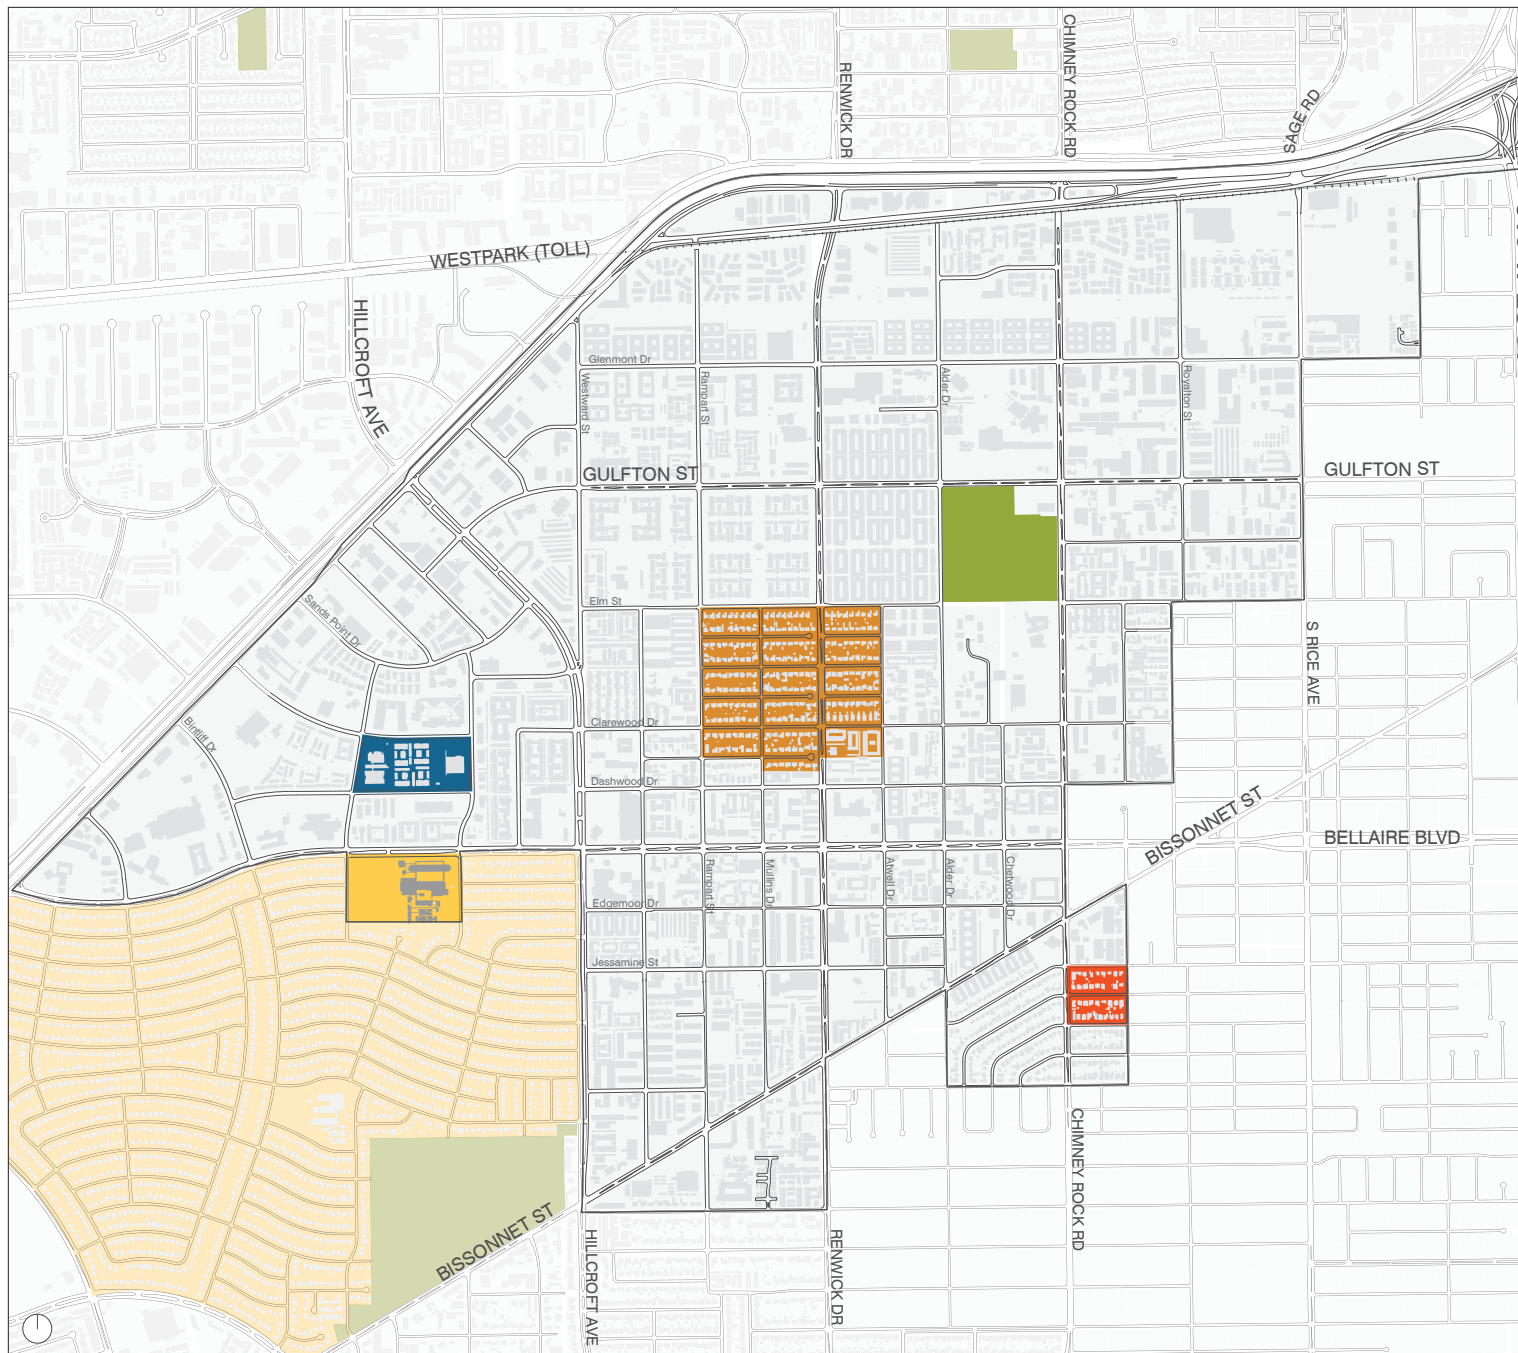 CHIMNEY ROCK RD
RENWICK DR
SAGE RD
WESTPARK (TOLL)
HILLCROFT AVE
Glenmont Dr
Westward St
Rampart St
Alder Dr
Royalton St
GULFTON ST
GULFTON ST
Elm St
Sands Point Dr
S RICE AVE
Clarewood Dr
Bintliff Dr
Dashwood Dr
BISSONNET ST
BELLAIRE BLVD
Rampart St
Mullins Dr
Atwell Dr
Alder Dr
Chetwood Dr
Edgemoor Dr
Jessamine St
CHIMNEY ROCK RD
BISSONNET ST
HILLCROFT AVE
RENWICK DR